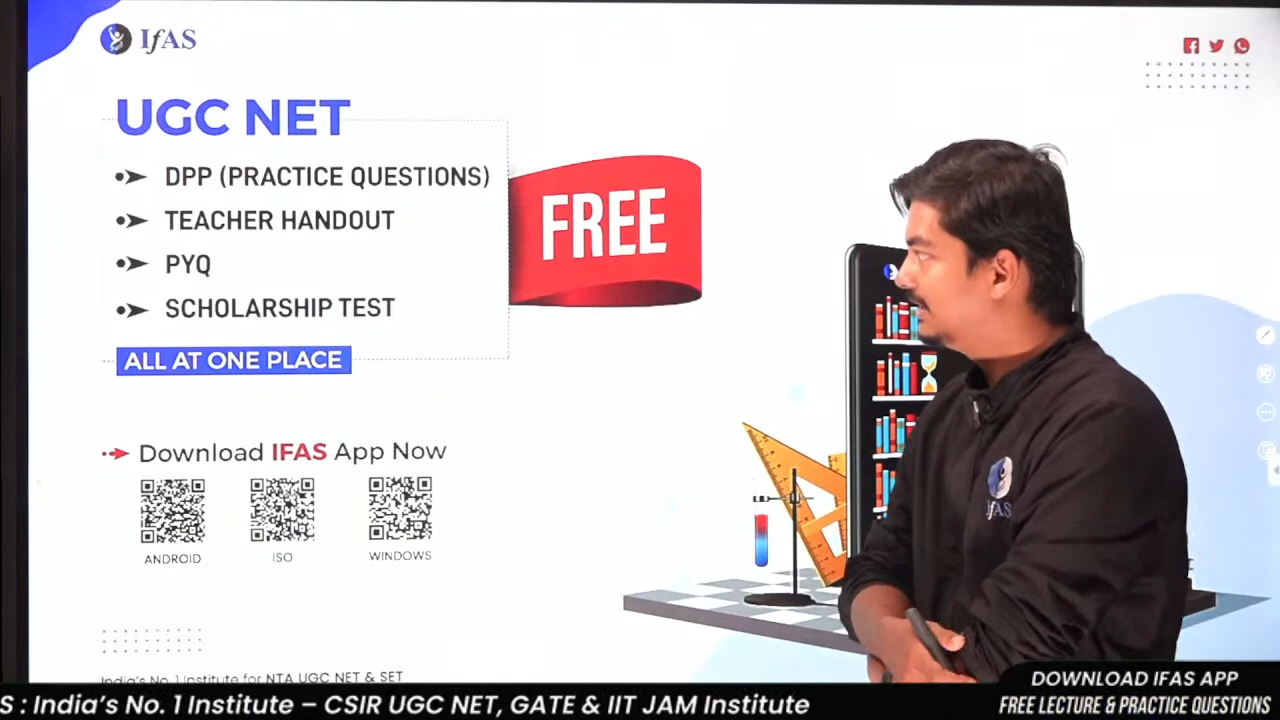 IfAS
UGC NET
DPP (PRACTICE QUESTIONS)
TEACHER HANDOUT
PYQ
SCHOLARSHIP TEST
ALL AT ONE PLACE
FREE
Download IFAS App Now
ANDROID
ISO
WINDOWS
IfAS
India's No. 1 Institute for NTA UGC NET & SET
S : India's No. 1 Institute – CSIR UGC NET, GATE & IIT JAM Institute
DOWNLOAD IFAS APP
FREE LECTURE & PRACTICE QUESTIONS